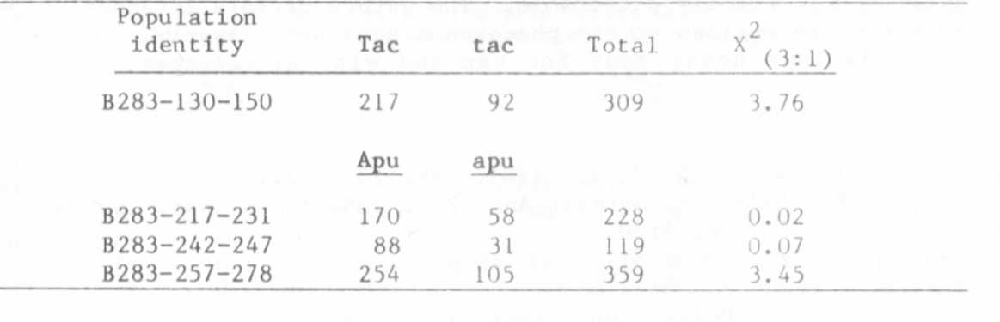 Population
identity Tac tac Total X²(3:1)
B283-130-150 217 92 309 3.76
Apu apu
B283-217-231 170 58 228 0.02
B283-242-247 88 31 119 0.07
B283-257-278 254 105 359 3.45